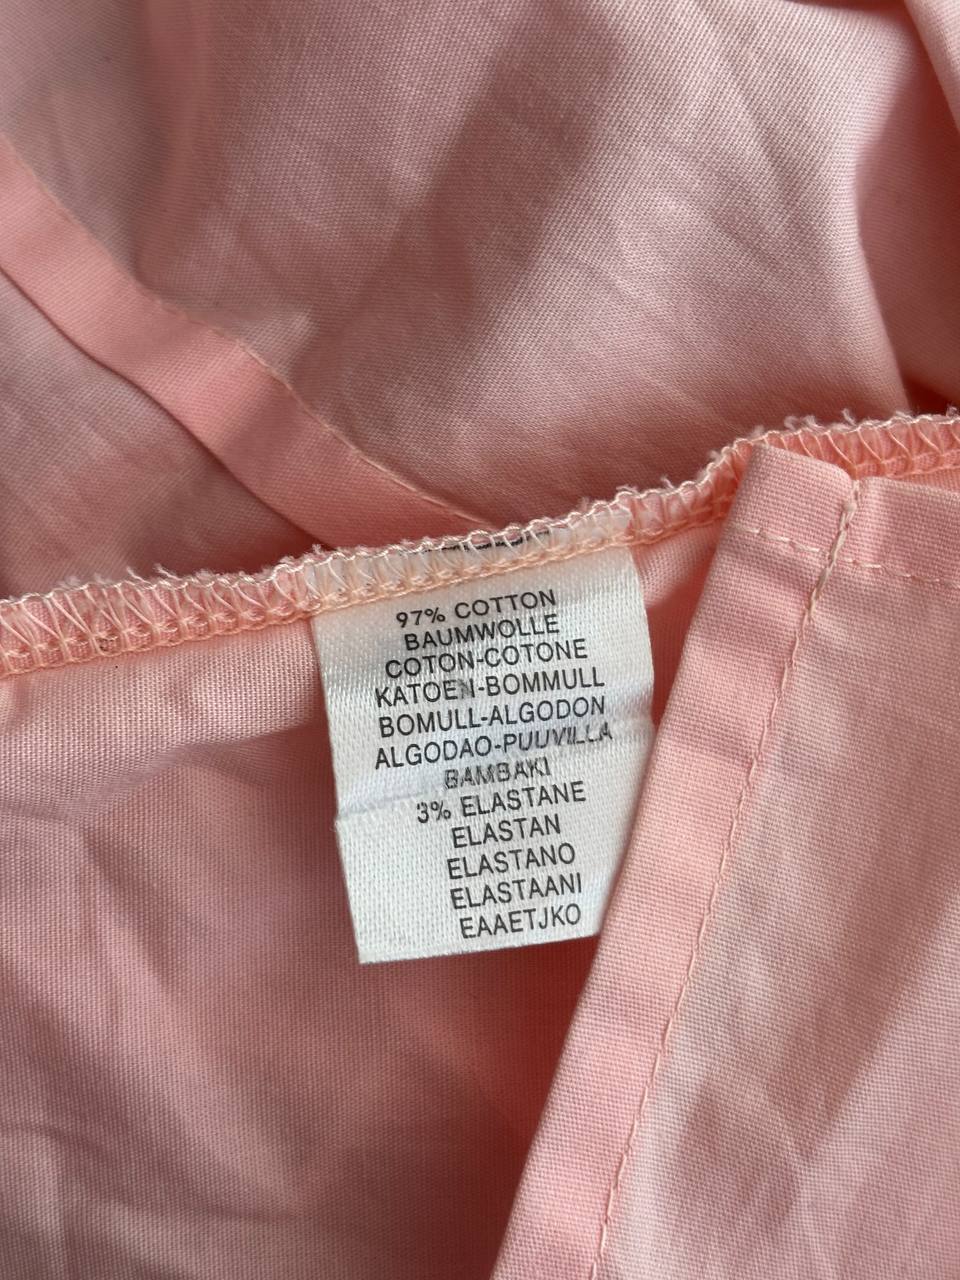 97% COTTON
BAUMWOLLE
COTON-COTONE
KATOEN-BOMMULL
BOMULL-ALGODON
ALGODAO-PUUVILLA
BAMBAKI
3% ELASTANE
ELASTAN
ELASTANO
ELASTAANI
EAAETJKO